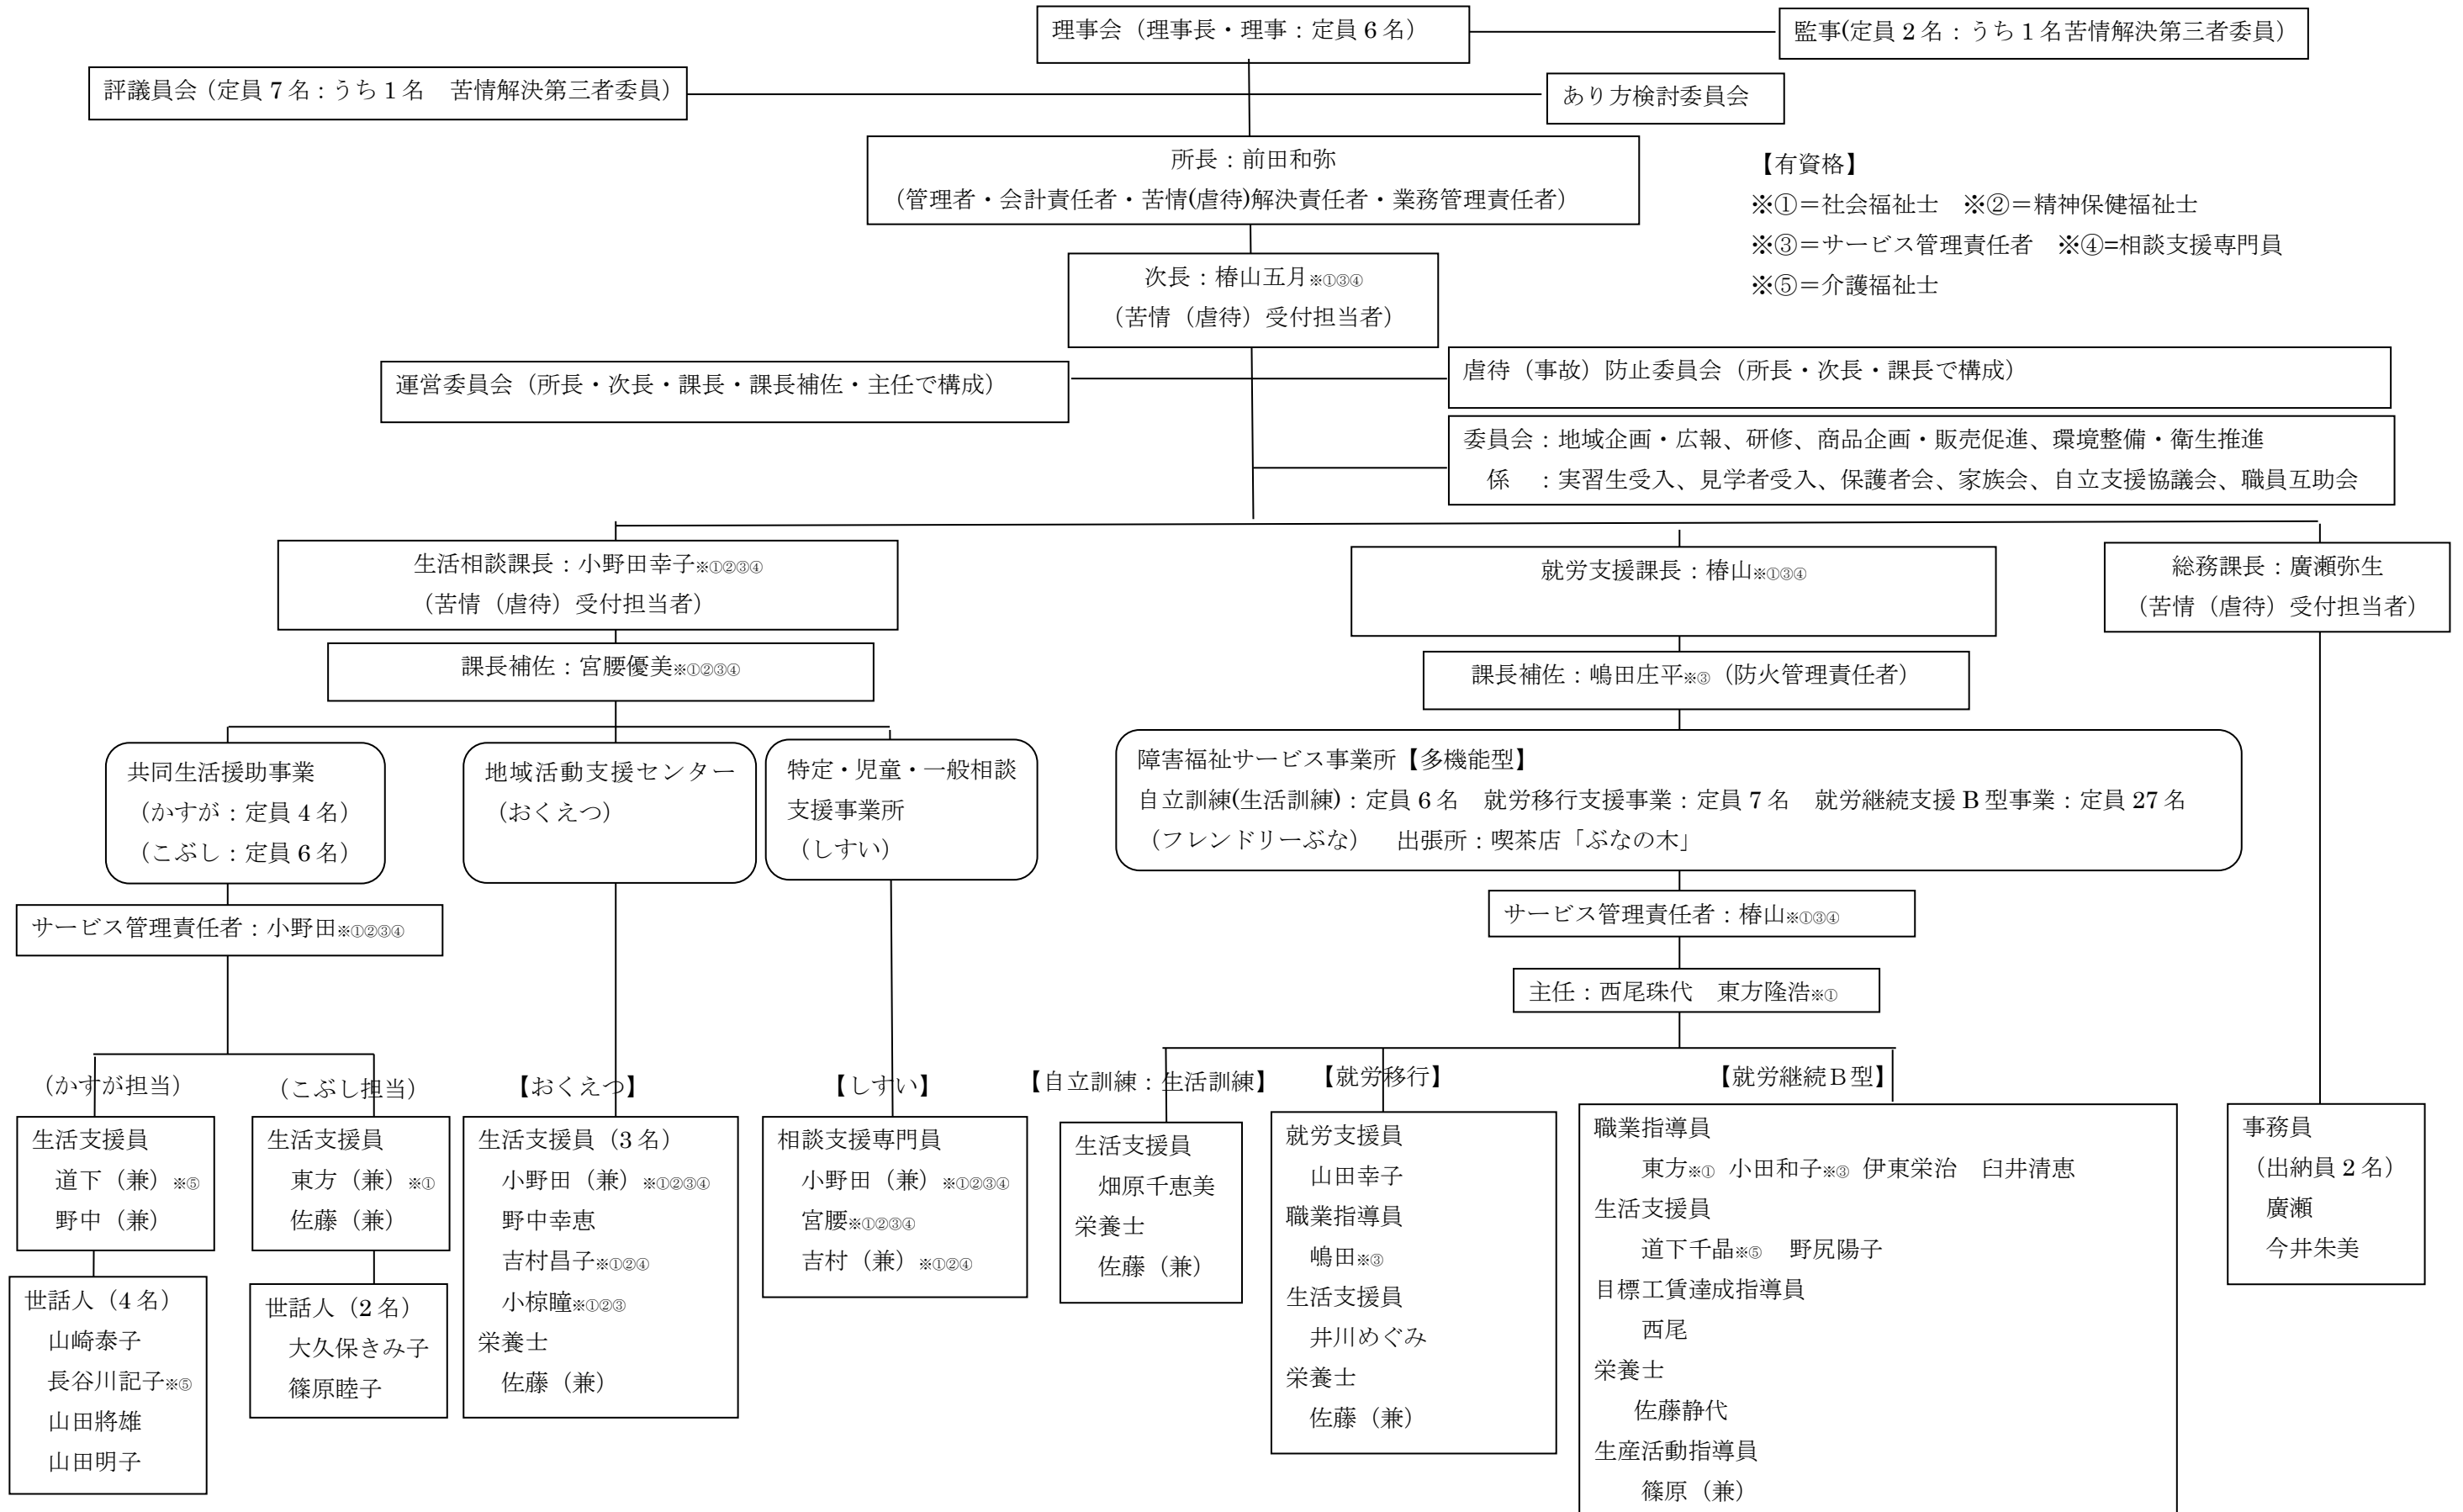 理事会（理事長・理事：定員 6 名）
監事(定員 2 名：うち 1 名苦情解決第三者委員）
評議員会（定員 7 名：うち 1 名　苦情解決第三者委員）
あり方検討委員会
所長：前田和弥
（管理者・会計責任者・苦情(虐待)解決責任者・業務管理責任者）
【有資格】
※①＝社会福祉士　※②＝精神保健福祉士
※③＝サービス管理責任者　※④=相談支援専門員
※⑤＝介護福祉士
次長：椿山五月※①③④
（苦情（虐待）受付担当者）
運営委員会（所長・次長・課長・課長補佐・主任で構成）
虐待（事故）防止委員会（所長・次長・課長で構成）
委員会：地域企画・広報、研修、商品企画・販売促進、環境整備・衛生推進
係　：実習生受入、見学者受入、保護者会、家族会、自立支援協議会、職員互助会
生活相談課長：小野田幸子※①②③④
（苦情（虐待）受付担当者）
就労支援課長：椿山※①③④
総務課長：廣瀬弥生
（苦情（虐待）受付担当者）
課長補佐：宮腰優美※①②③④
課長補佐：嶋田庄平※③（防火管理責任者）
共同生活援助事業
（かすが：定員 4 名）
（こぶし：定員 6 名）
地域活動支援センター
（おくえつ）
特定・児童・一般相談
支援事業所
（しすい）
障害福祉サービス事業所【多機能型】
自立訓練(生活訓練)：定員 6 名　就労移行支援事業：定員 7 名　就労継続支援 B 型事業：定員 27 名
（フレンドリーぶな）　出張所：喫茶店「ぶなの木」
サービス管理責任者：小野田※①②③④
サービス管理責任者：椿山※①③④
主任：西尾珠代　東方隆浩※①
（かすが担当）
生活支援員
道下（兼）※⑤
野中（兼）
世話人（4 名）
山崎泰子
長谷川記子※⑤
山田將雄
山田明子
（こぶし担当）
生活支援員
東方（兼）※①
佐藤（兼）
世話人（2 名）
大久保きみ子
篠原睦子
【おくえつ】
生活支援員（3 名）
小野田（兼）※①②③④
野中幸恵
吉村昌子※①②④
小椋瞳※①②③
栄養士
佐藤（兼）
【しすい】
相談支援専門員
小野田（兼）※①②③④
宮腰※①②③④
吉村（兼）※①②④
【自立訓練：生活訓練】
生活支援員
畑原千恵美
栄養士
佐藤（兼）
【就労移行】
就労支援員
山田幸子
職業指導員
嶋田※③
生活支援員
井川めぐみ
栄養士
佐藤（兼）
【就労継続Ｂ型】
職業指導員
東方※①　小田和子※③　伊東栄治　臼井清恵
生活支援員
道下千晶※⑤　野尻陽子
目標工賃達成指導員
西尾
栄養士
佐藤静代
生産活動指導員
篠原（兼）
事務員
（出納員 2 名）
廣瀬
今井朱美